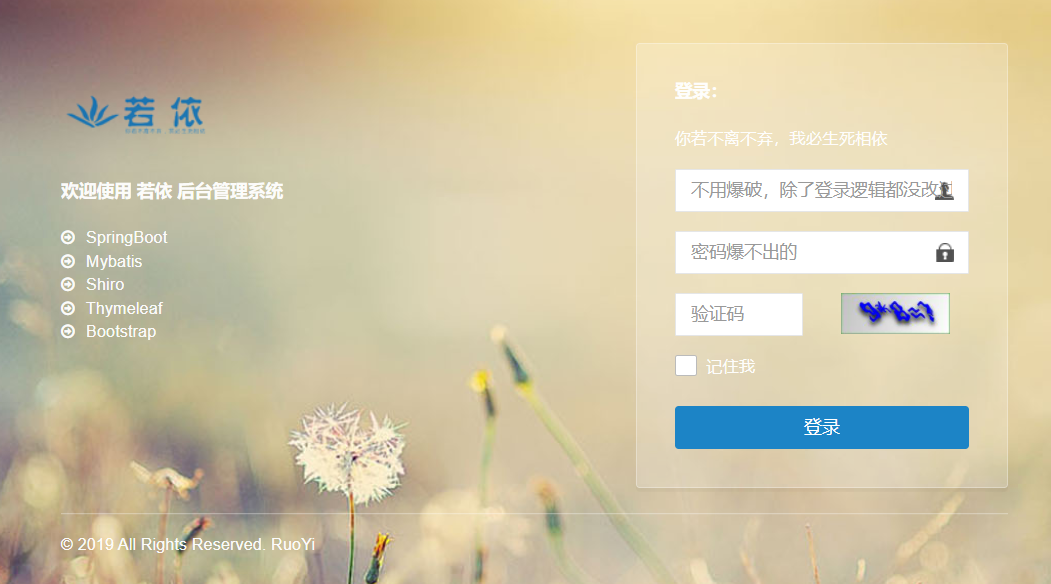 若依
欢迎使用 若依 后台管理系统
SpringBoot
Mybatis
Shiro
Thymeleaf
Bootstrap
登录：
你若不离不弃，我必生死相依
不用爆破，除了登录逻辑都没改
密码爆不出的
验证码
记住我
登录
© 2019 All Rights Reserved. RuoYi